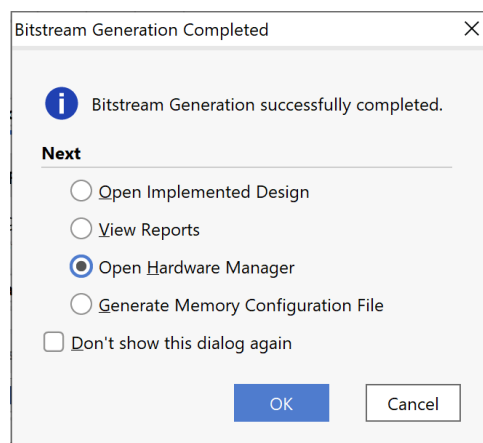 Bitstream Generation Completed
Bitstream Generation successfully completed.
Next
Open Implemented Design
View Reports
Open Hardware Manager
Generate Memory Configuration File
Don't show this dialog again
OK
Cancel